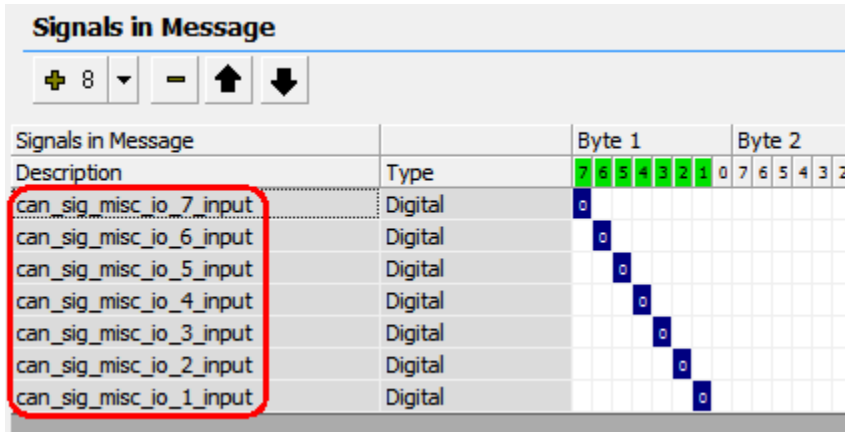 Signals in Message
8
Signals in Message Byte 1 Byte 2
Description Type 7 6 5 4 3 2 1 0 7 6 5 4 3 2
can_sig_misc_io_7_input Digital 0
can_sig_misc_io_6_input Digital 0
can_sig_misc_io_5_input Digital 0
can_sig_misc_io_4_input Digital 0
can_sig_misc_io_3_input Digital 0
can_sig_misc_io_2_input Digital 0
can_sig_misc_io_1_input Digital 0